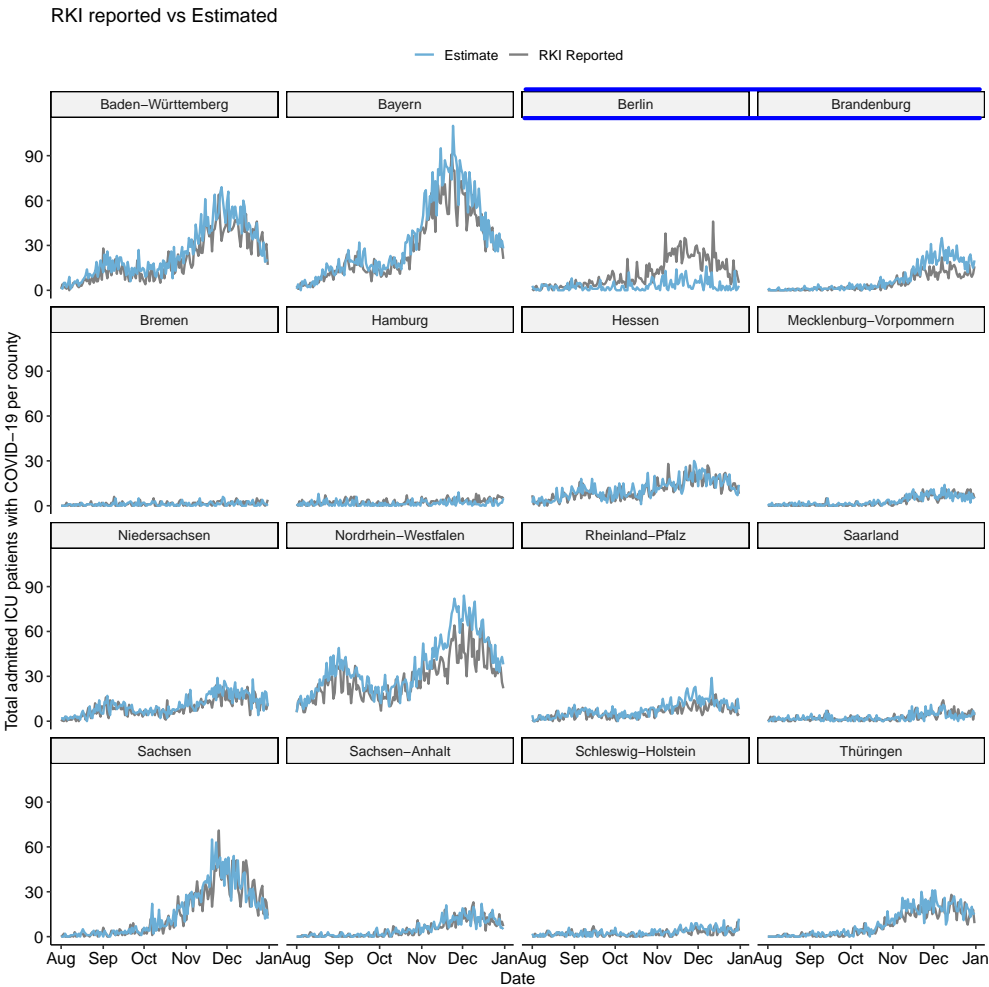 RKI reported vs Estimated
Estimate RKI Reported
Baden−Württemberg Bayern Berlin Brandenburg
90
60
30
0
Bremen Hamburg Hessen Mecklenburg−Vorpommern
90
60
30
0
Niedersachsen Nordrhein−Westfalen Rheinland−Pfalz Saarland
90
60
30
0
Sachsen Sachsen−Anhalt Schleswig−Holstein Thüringen
90
60
30
0
Aug Sep Oct Nov Dec Jan Aug Sep Oct Nov Dec Jan Aug Sep Oct Nov Dec Jan Aug Sep Oct Nov Dec Jan
Date
Total admitted ICU patients with COVID−19 per county